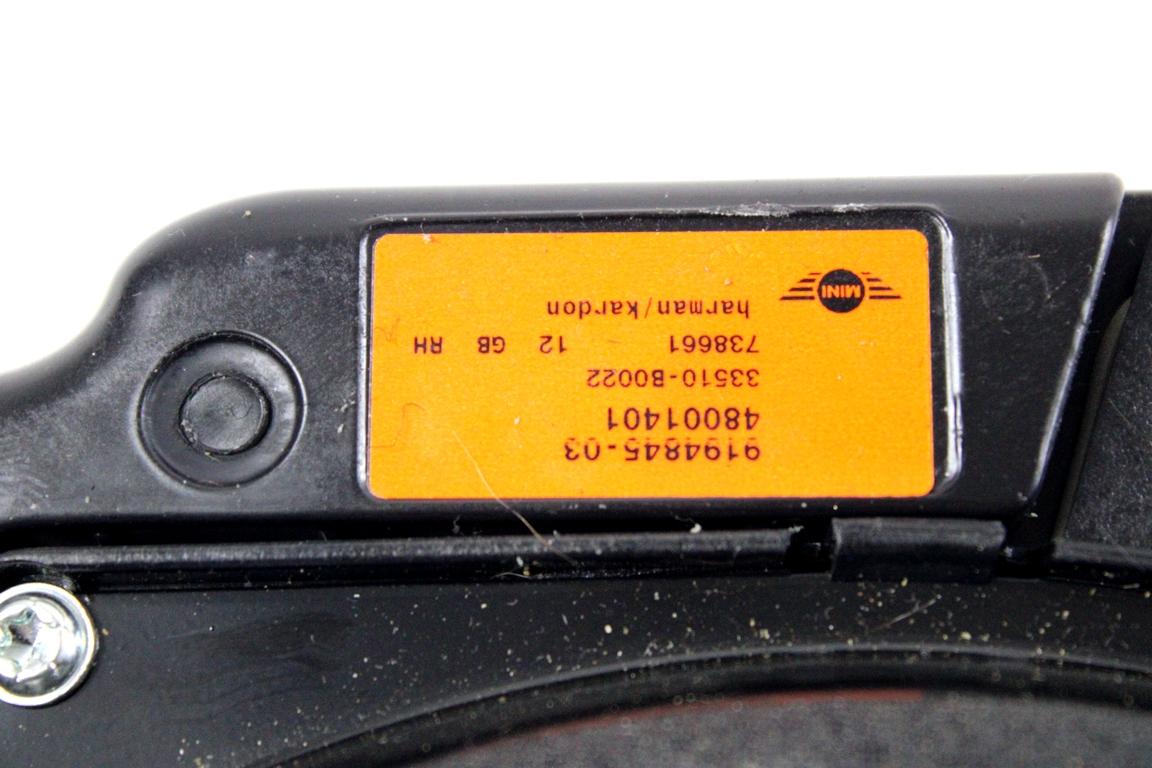 9194845-03
48001401
33510-B0022
738661 12 GB RH
harman/kardon
MINI